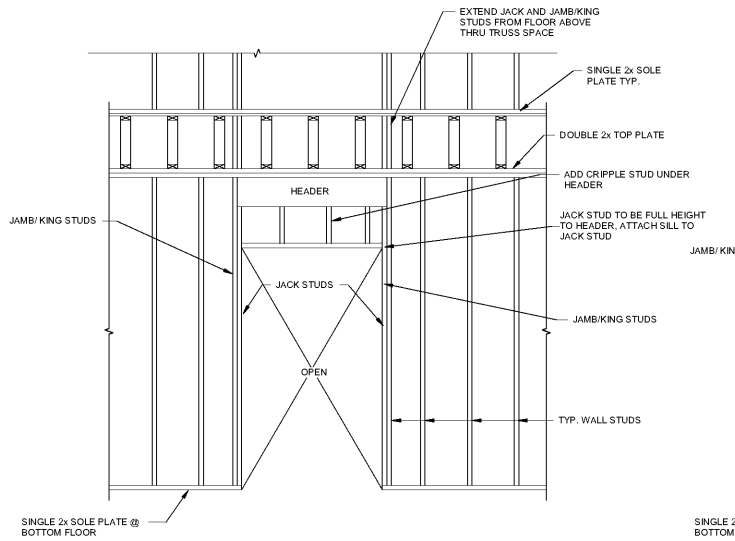 EXTEND JACK AND JAMB/KING
STUDS FROM FLOOR ABOVE
THRU TRUSS SPACE
SINGLE 2x SOLE
PLATE TYP.
DOUBLE 2x TOP PLATE
ADD CRIPPLE STUD UNDER
HEADER
HEADER
JACK STUD TO BE FULL HEIGHT
TO HEADER, ATTACH SILL TO
JACK STUD
JAMB/ KING STUDS
JAMB/ KIN
JACK STUDS
JAMB/KING STUDS
OPEN
TYP. WALL STUDS
SINGLE 2x SOLE PLATE @
BOTTOM FLOOR
SINGLE 2
BOTTOM